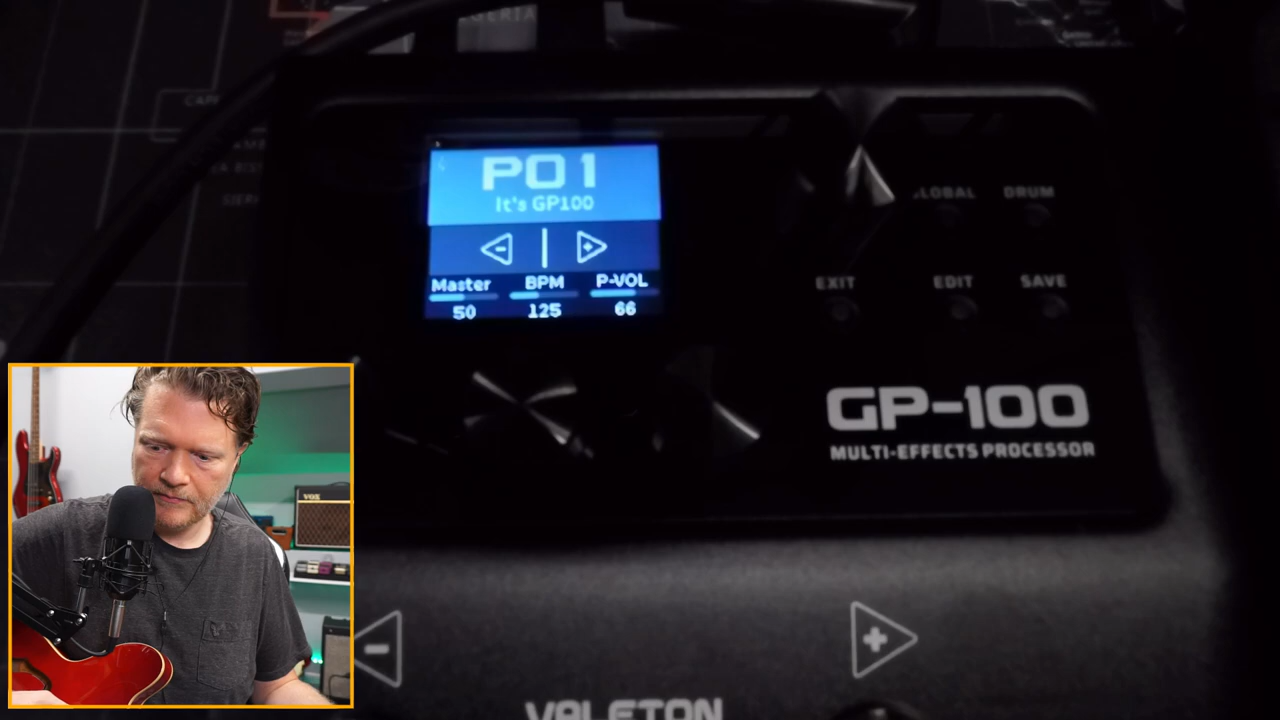 P01
It's GP100
Master BPM P-VOL
50 125 66
GLOBAL DRUM
EXIT EDIT SAVE
GP-100
MULTI-EFFECTS PROCESSOR
VOX
VALETON